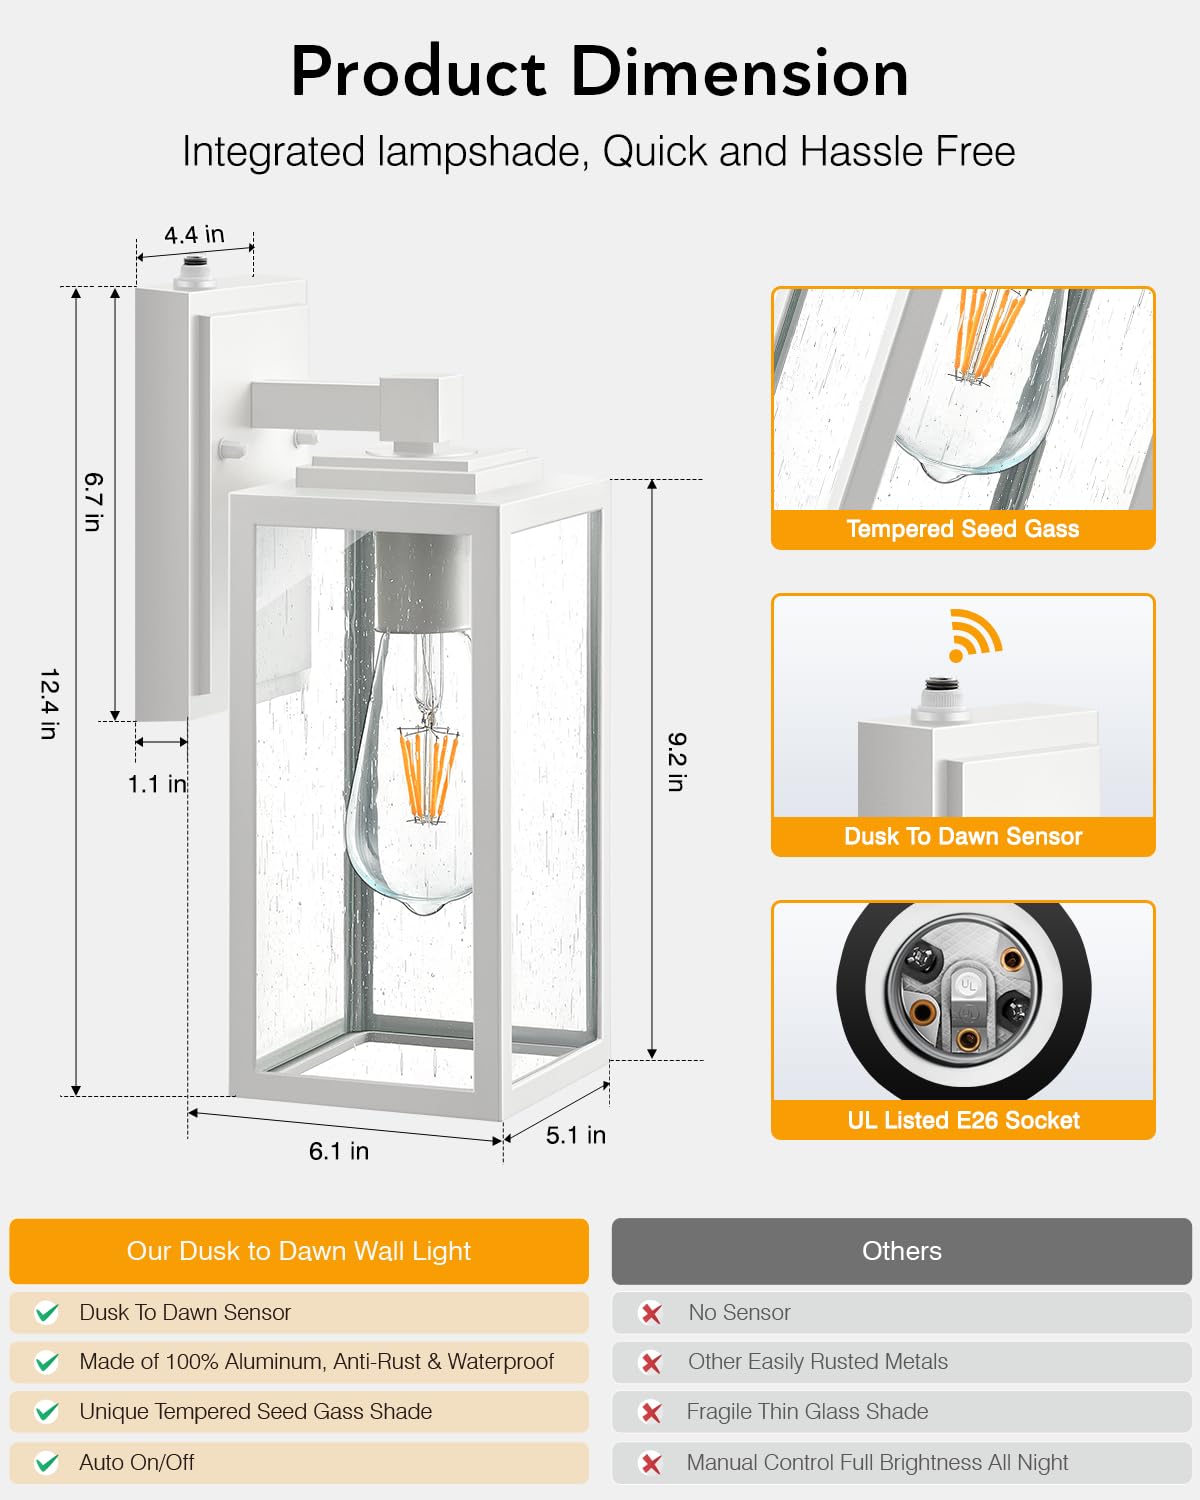 Product Dimension
Integrated lampshade, Quick and Hassle Free
4.4 in
6.7 in
12.4 in
1.1 in
9.2 in
6.1 in
5.1 in
Tempered Seed Gass
Dusk To Dawn Sensor
UL
UL
UL Listed E26 Socket
Our Dusk to Dawn Wall Light
Dusk To Dawn Sensor
Made of 100% Aluminum, Anti-Rust & Waterproof
Unique Tempered Seed Gass Shade
Auto On/Off
Others
No Sensor
Other Easily Rusted Metals
Fragile Thin Glass Shade
Manual Control Full Brightness All Night